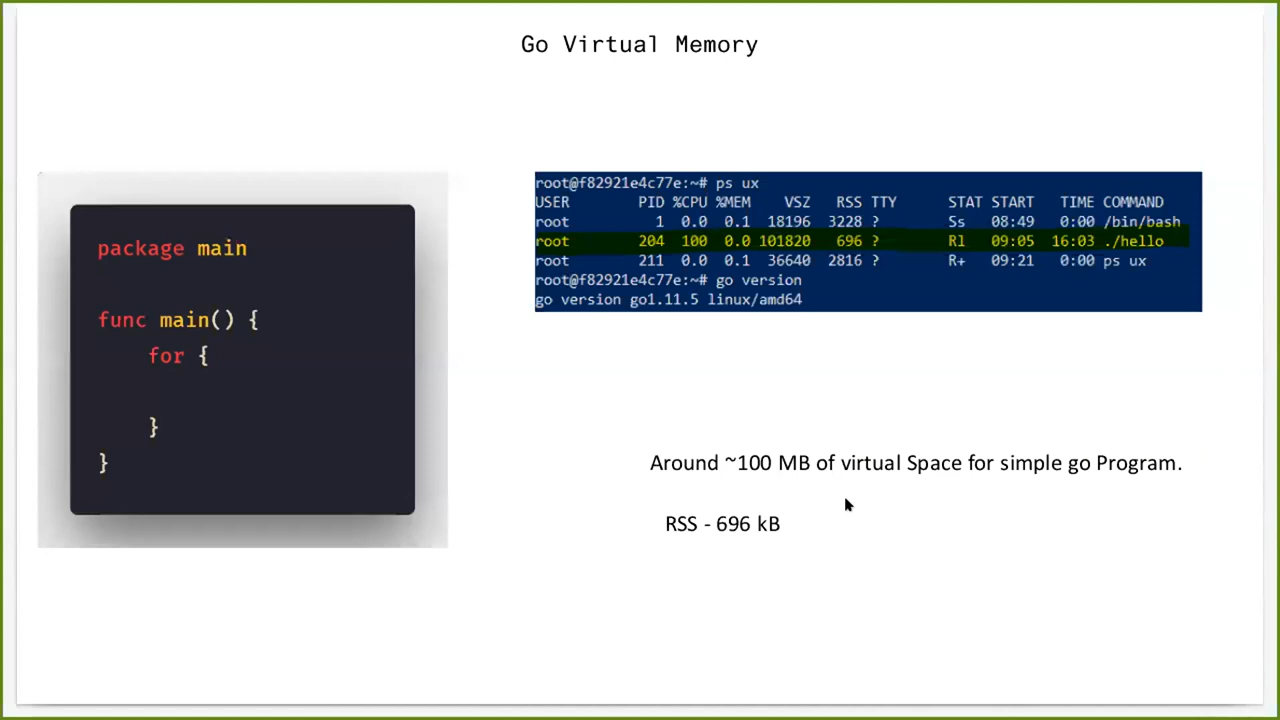 Go Virtual Memory
package main
func main() {
for {
}
}
root@f82921e4c77e:~# ps ux
USER PID %CPU %MEM VSZ RSS TTY STAT START TIME COMMAND
root 1 0.0 0.1 18196 3228 ? Ss 08:49 0:00 /bin/bash
root 204 100 0.0 101820 696 ? Rl 09:05 16:03 ./hello
root 211 0.0 0.1 36640 2816 ? R+ 09:21 0:00 ps ux
root@f82921e4c77e:~# go version
go version go1.11.5 linux/amd64
Around ~100 MB of virtual Space for simple go Program.
RSS - 696 kB